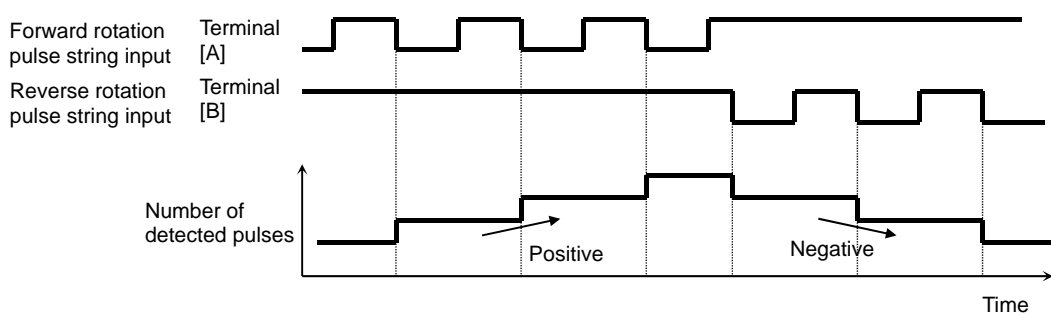 Forward rotation
pulse string input
Terminal
[A]
Reverse rotation
pulse string input
Terminal
[B]
Number of
detected pulses
Positive
Negative
Time